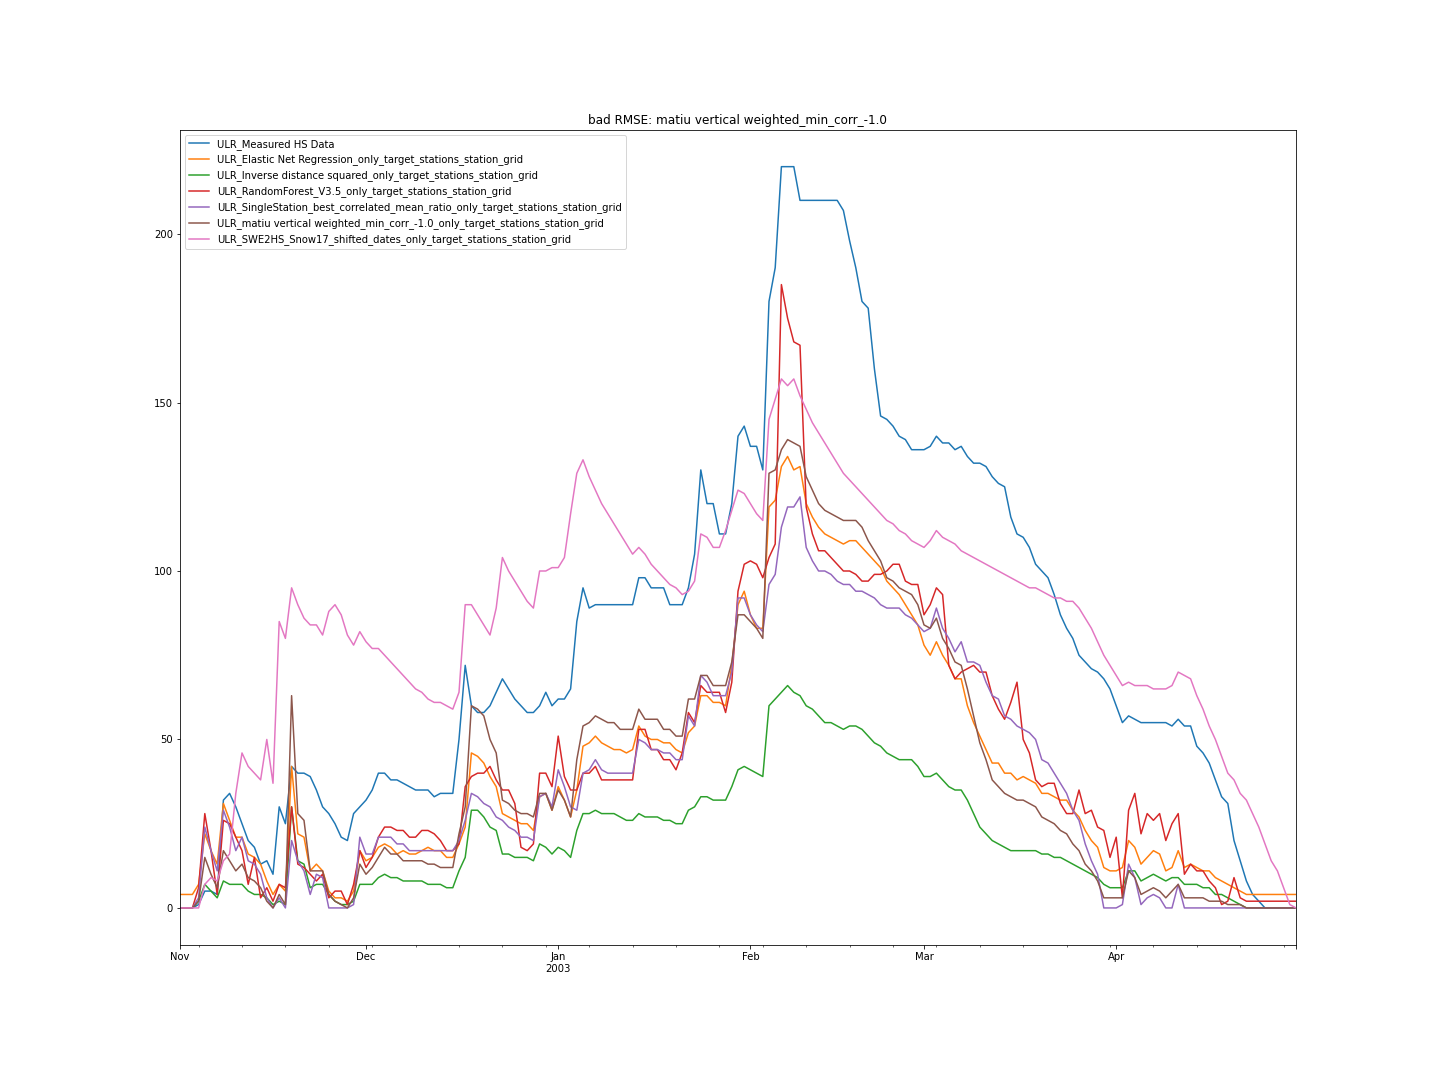 bad RMSE: matiu vertical weighted_min_corr_-1.0
ULR_Measured HS Data
ULR_Elastic Net Regression_only_target_stations_station_grid
ULR_Inverse distance squared_only_target_stations_station_grid
ULR_RandomForest_V3.5_only_target_stations_station_grid
ULR_SingleStation_best_correlated_mean_ratio_only_target_stations_station_grid
ULR_matiu vertical weighted_min_corr_-1.0_only_target_stations_station_grid
ULR_SWE2HS_Snow17_shifted_dates_only_target_stations_station_grid
200
150
100
50
0
Nov Dec Jan Feb Mar Apr
2003